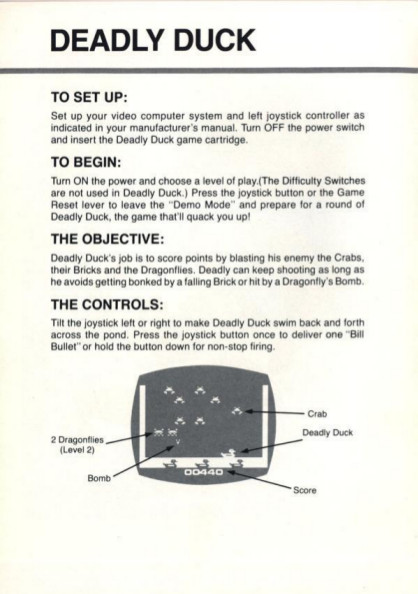 DEADLY DUCK
TO SET UP:
Set up your video computer system and left joystick controller as
indicated in your manufacturer's manual. Turn OFF the power switch
and insert the Deadly Duck game cartridge.
TO BEGIN:
Turn ON the power and choose a level of play.(The Difficulty Switches
are not used in Deadly Duck.) Press the joystick button or the Game
Reset lever to leave the "Demo Mode" and prepare for a round of
Deadly Duck, the game that'll quack you up!
THE OBJECTIVE:
Deadly Duck's job is to score points by blasting his enemy the Crabs,
their Bricks and the Dragonflies. Deadly can keep shooting as long as
he avoids getting bonked by a falling Brick or hit by a Dragonfly's Bomb.
THE CONTROLS:
Tilt the joystick left or right to make Deadly Duck swim back and forth
across the pond. Press the joystick button once to deliver one "Bill
Bullet" or hold the button down for non-stop firing.
Crab
Deadly Duck
2 Dragonflies
(Level 2)
Bomb
00440
Score